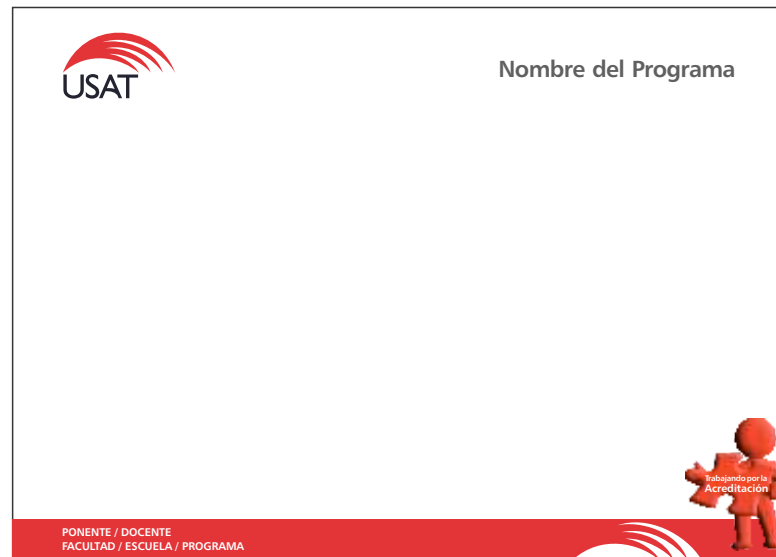 USAT
Nombre del Programa
Trabajando por la
Acreditación
PONENTE / DOCENTE
FACULTAD / ESCUELA / PROGRAMA